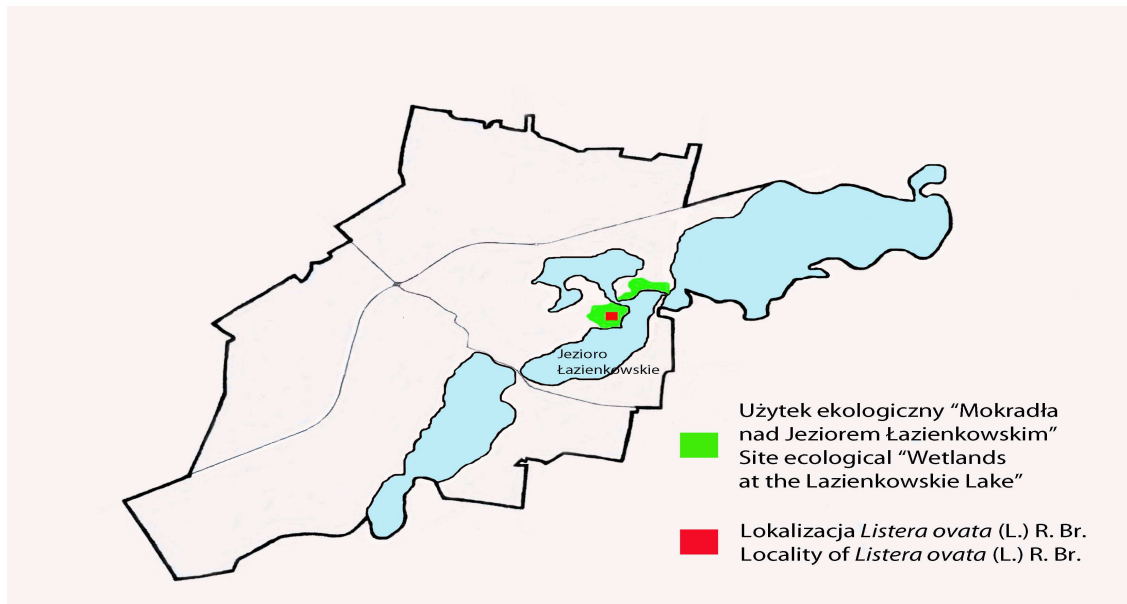 Jezioro
Łazienkowskie
Użytek ekologiczny “Mokradła
nad Jeziorem Łazienkowskim”
Site ecological “Wetlands
at the Lazienkowskie Lake”
Lokalizacja Listera ovata (L.) R. Br.
Locality of Listera ovata (L.) R. Br.